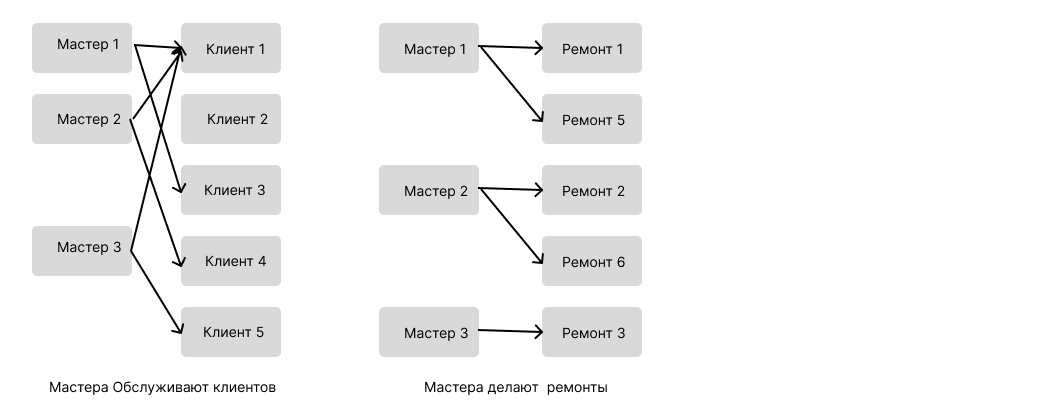 Мастер 1
Клиент 1
Мастер 2
Клиент 2
Клиент 3
Мастер 3
Клиент 4
Клиент 5
Мастера Обслуживают клиентов
Мастер 1
Ремонт 1
Ремонт 5
Мастер 2
Ремонт 2
Ремонт 6
Мастер 3
Ремонт 3
Мастера делают  ремонты